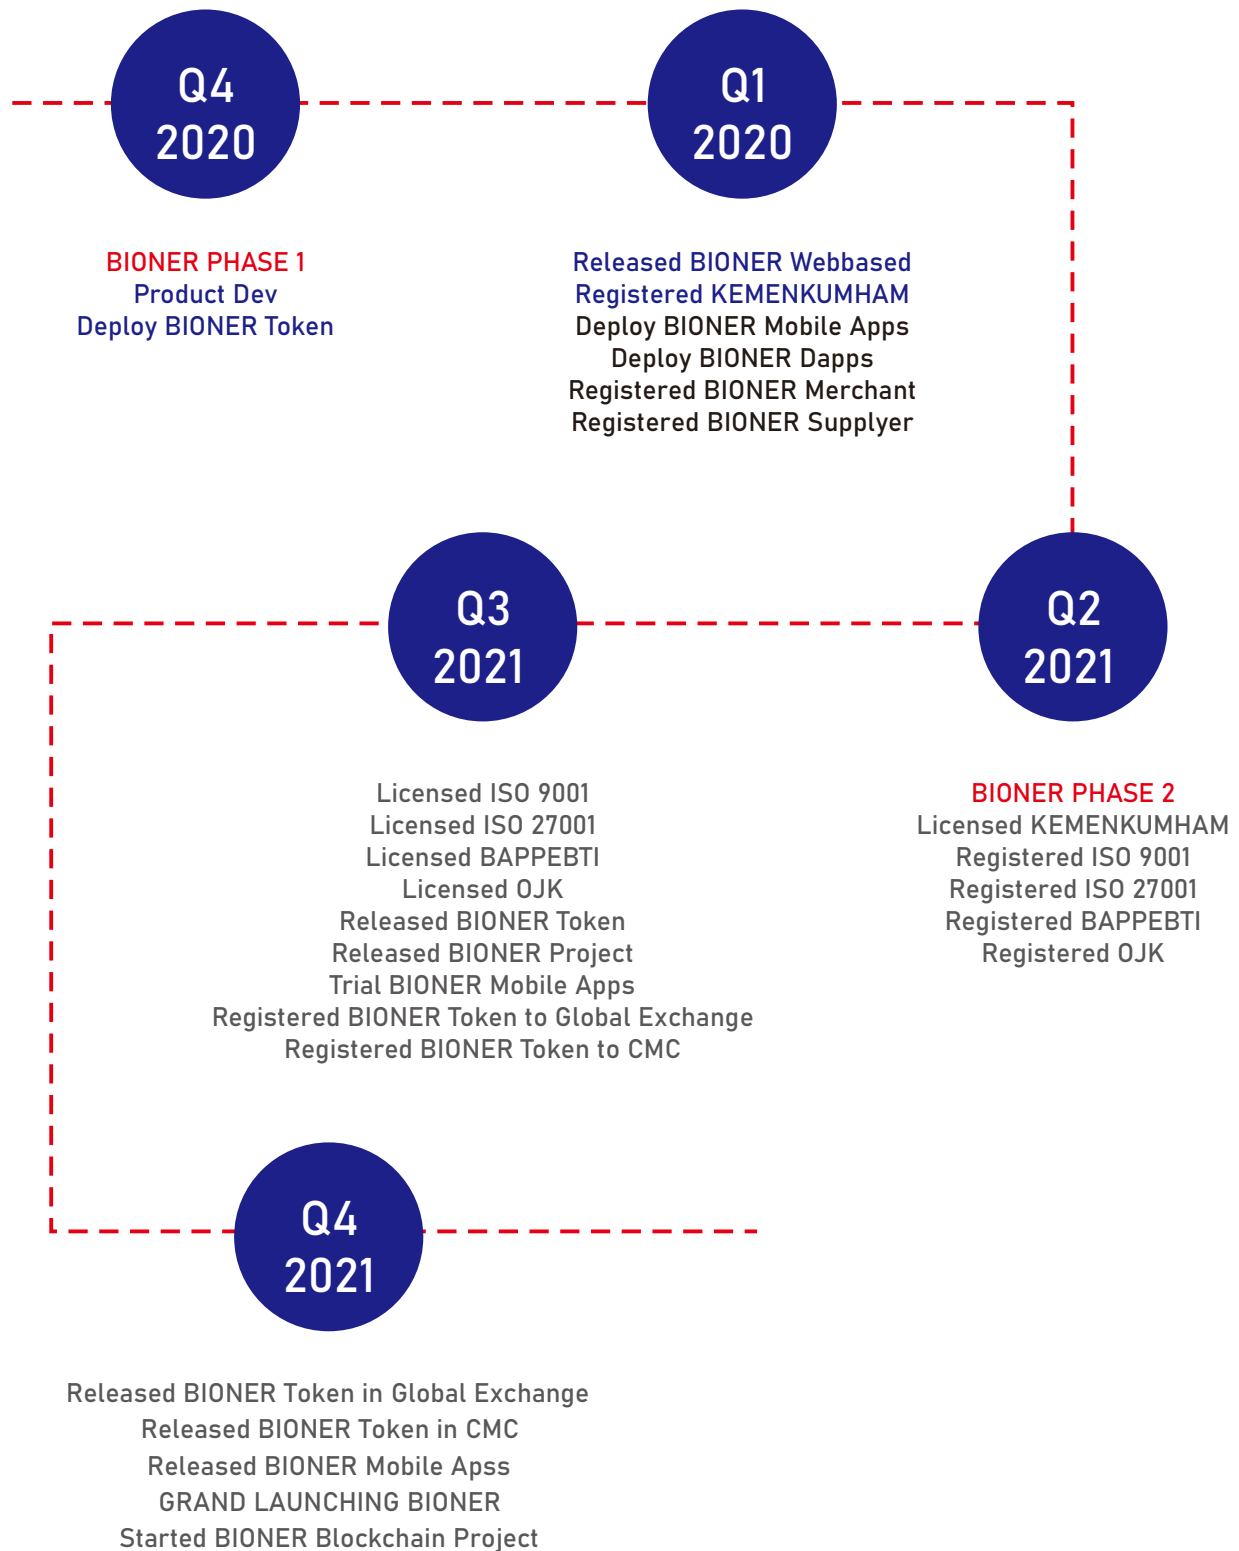 Q4
2020
BIONER PHASE 1
Product Dev
Deploy BIONER Token
Q1
2020
Released BIONER Webbased
Registered KEMENKUMHAM
Deploy BIONER Mobile Apps
Deploy BIONER Dapps
Registered BIONER Merchant
Registered BIONER Supplyer
Q2
2021
BIONER PHASE 2
Licensed KEMENKUMHAM
Registered ISO 9001
Registered ISO 27001
Registered BAPPEBTI
Registered OJK
Q3
2021
Licensed ISO 9001
Licensed ISO 27001
Licensed BAPPEBTI
Licensed OJK
Released BIONER Token
Released BIONER Project
Trial BIONER Mobile Apps
Registered BIONER Token to Global Exchange
Registered BIONER Token to CMC
Q4
2021
Released BIONER Token in Global Exchange
Released BIONER Token in CMC
Released BIONER Mobile Apss
GRAND LAUNCHING BIONER
Started BIONER Blockchain Project